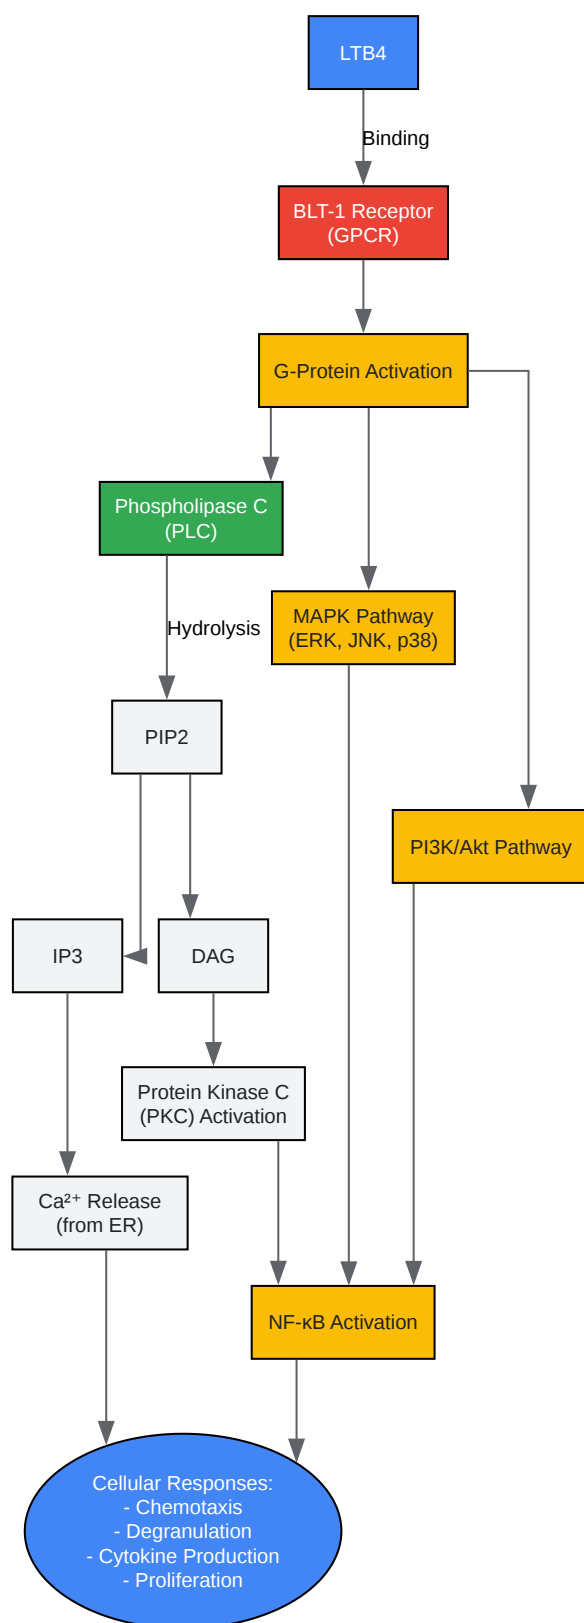 LTB4
Binding
BLT-1 Receptor
(GPCR)
G-Protein Activation
Phospholipase C
(PLC)
Hydrolysis
MAPK Pathway
(ERK, JNK, p38)
PIP2
PI3K/Akt Pathway
IP3
DAG
Protein Kinase C
(PKC) Activation
Ca²⁺ Release
(from ER)
NF-κB Activation
Cellular Responses:
- Chemotaxis
- Degranulation
- Cytokine Production
- Proliferation